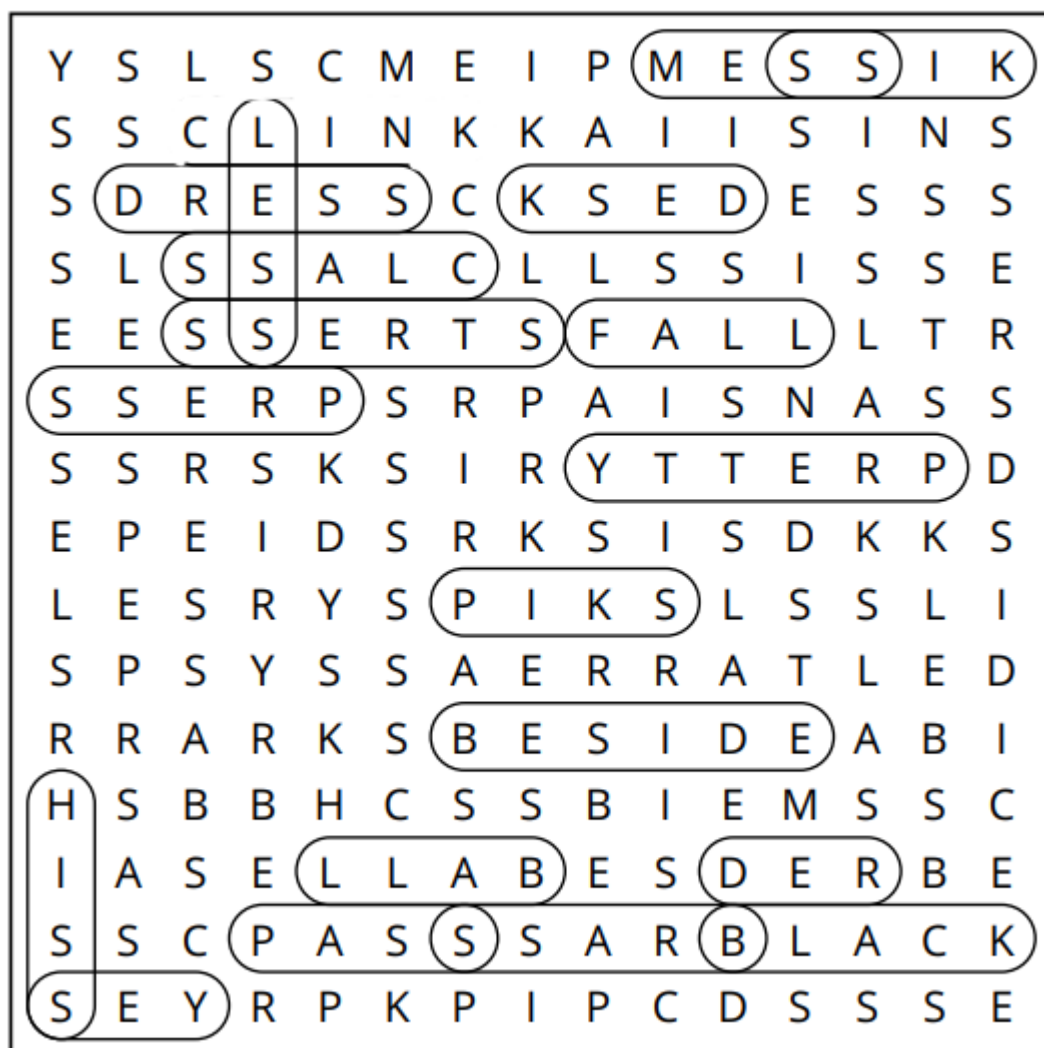 Y S L S C M E I P M E S S I K
S S C L I N K K A I I S I N S
S D R E S S C K S E D E S S S
S L S S A L C L L S S I S S E
E E S S E R T S F A L L L T R
S S E R P S R P A I S N A S S
S S R S K S I R Y T T E R P D
E P E I D S R K S I S D K K S
L E S R Y S P I K S L S S L I
S P S Y S S A E R R A T L E D
R R A R K S B E S I D E A B I
H S B B H C S S B I E M S S C
I A S E L L A B E S D E R B E
S S C P A S S S A R B L A C K
S E Y R P K P I P C D S S S E